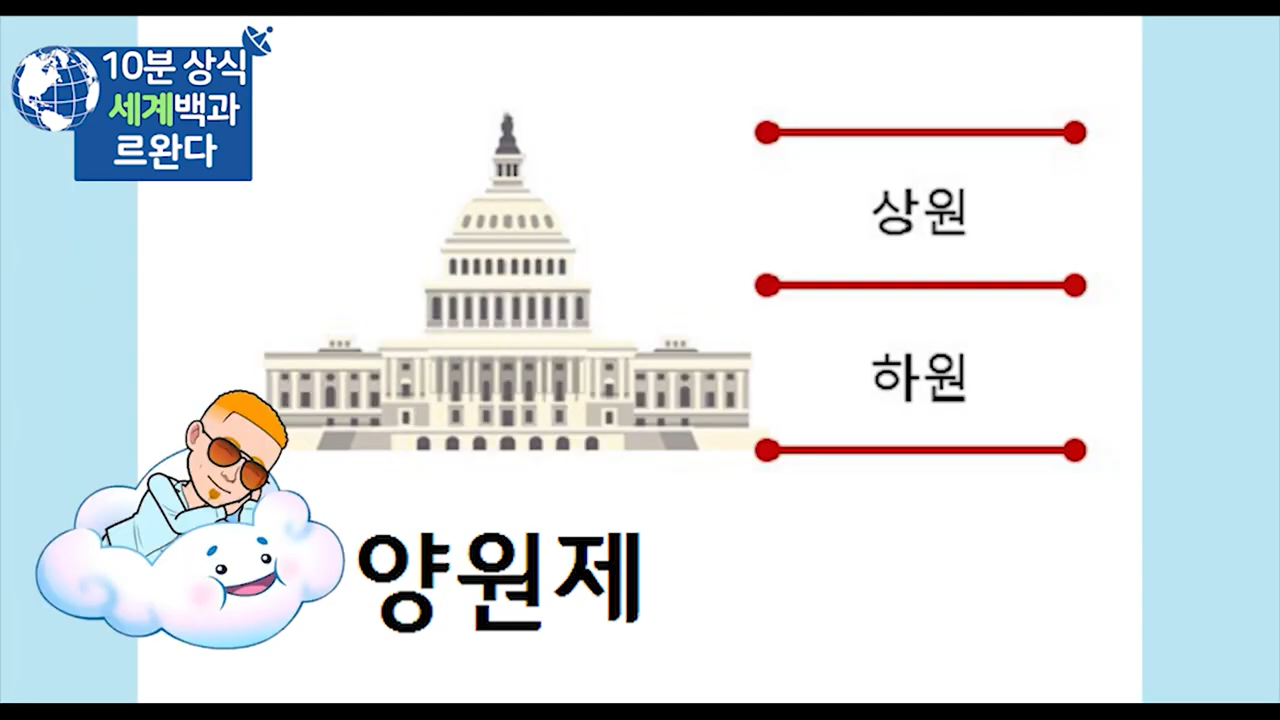 10분 상식
세계백과
르완다
상원
하원
양원제